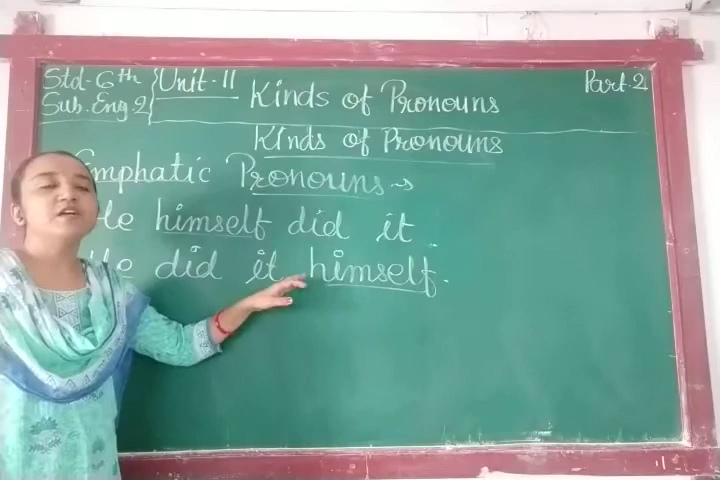 Std-6th Unit-11 Kinds of Pronouns Part-2
Sub.Eng.2
Kinds of Pronouns
Emphatic Pronouns→
He himself did it.
He did it himself.